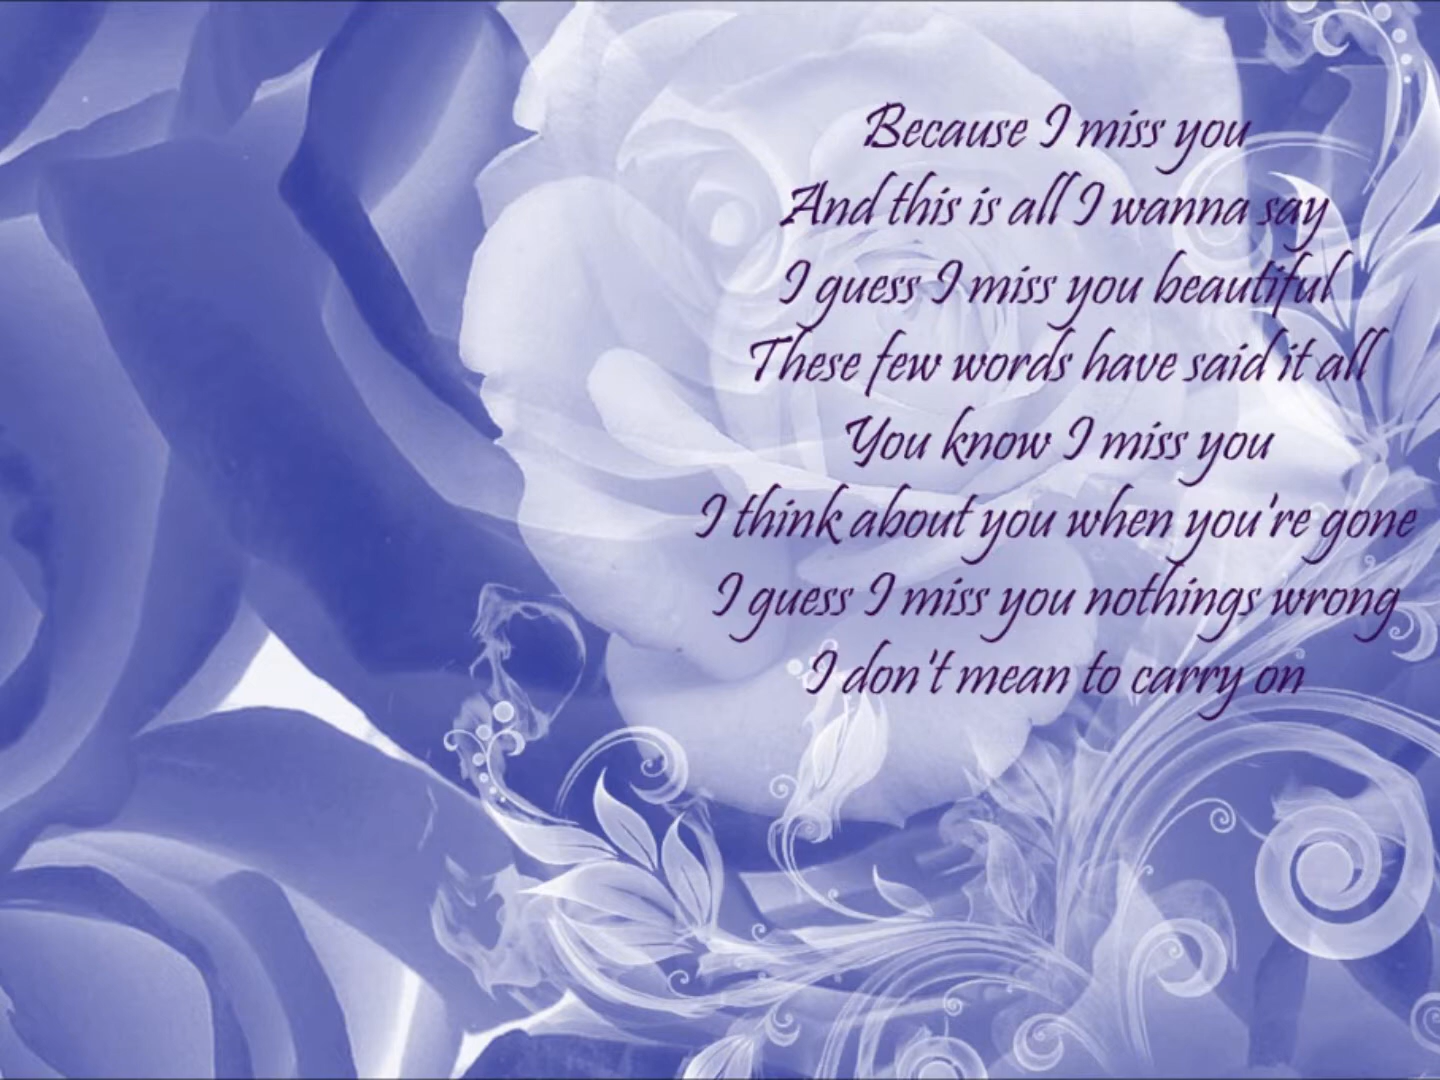 Because I miss you
And this is all I wanna say
I guess I miss you beautiful
These few words have said it all
You know I miss you
I think about you when you're gone
I guess I miss you nothings wrong
I don't mean to carry on